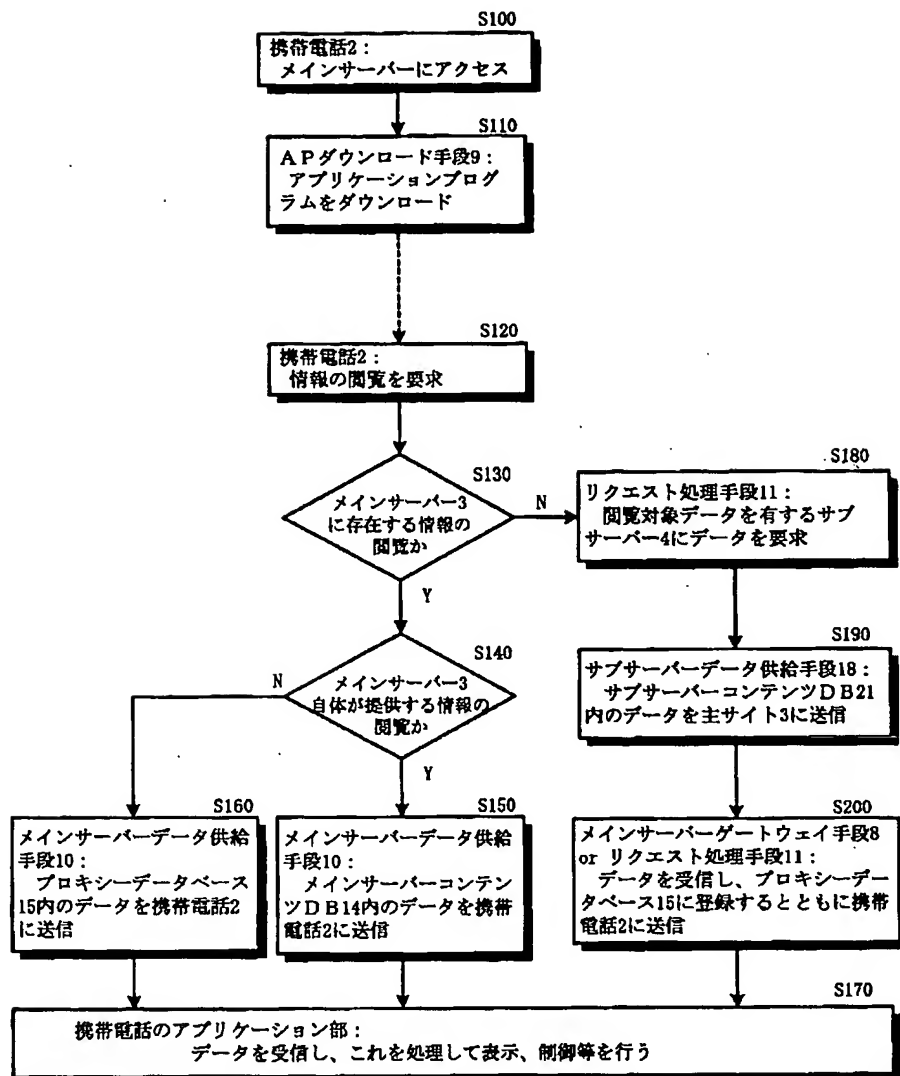 S100
携帯電話2：
メインサーバーにアクセス
S110
ＡＰダウンロード手段9：
アプリケーションプログ
ラムをダウンロード
S120
携帯電話2：
情報の閲覧を要求
S130
メインサーバー3
に存在する情報の
閲覧か
N
Y
S180
リクエスト処理手段11：
閲覧対象データを有するサブ
サーバー4にデータを要求
S140
メインサーバー3
自体が提供する情報の
閲覧か
N
Y
S190
サブサーバーデータ供給手段18：
サブサーバーコンテンツＤＢ21
内のデータを主サイト3に送信
S160
メインサーバーデータ供給
手段10：
プロキシーデータベース
15内のデータを携帯電話2
に送信
S150
メインサーバーデータ供給
手段10：
メインサーバーコンテン
ツＤＢ14内のデータを携帯
電話2に送信
S200
メインサーバーゲートウェイ手段8
or リクエスト処理手段11：
データを受信し、プロキシーデー
タベース15に登録するとともに携帯
電話2に送信
S170
携帯電話のアプリケーション部：
データを受信し、これを処理して表示、制御等を行う